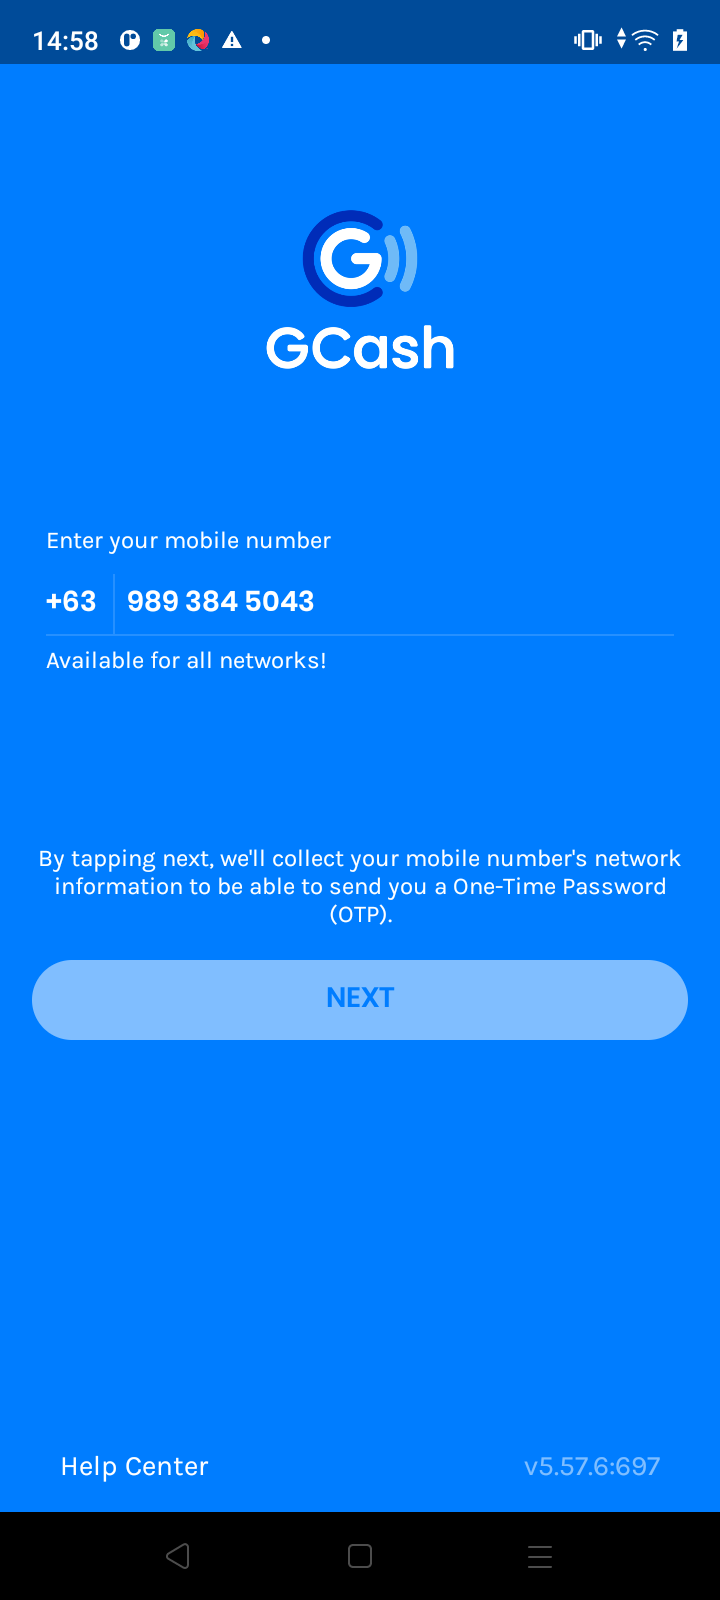 14:58
GCash
Enter your mobile number
+63 989 384 5043
Available for all networks!
By tapping next, we'll collect your mobile number's network
information to be able to send you a One-Time Password
(OTP).
NEXT
Help Center v5.57.6:697